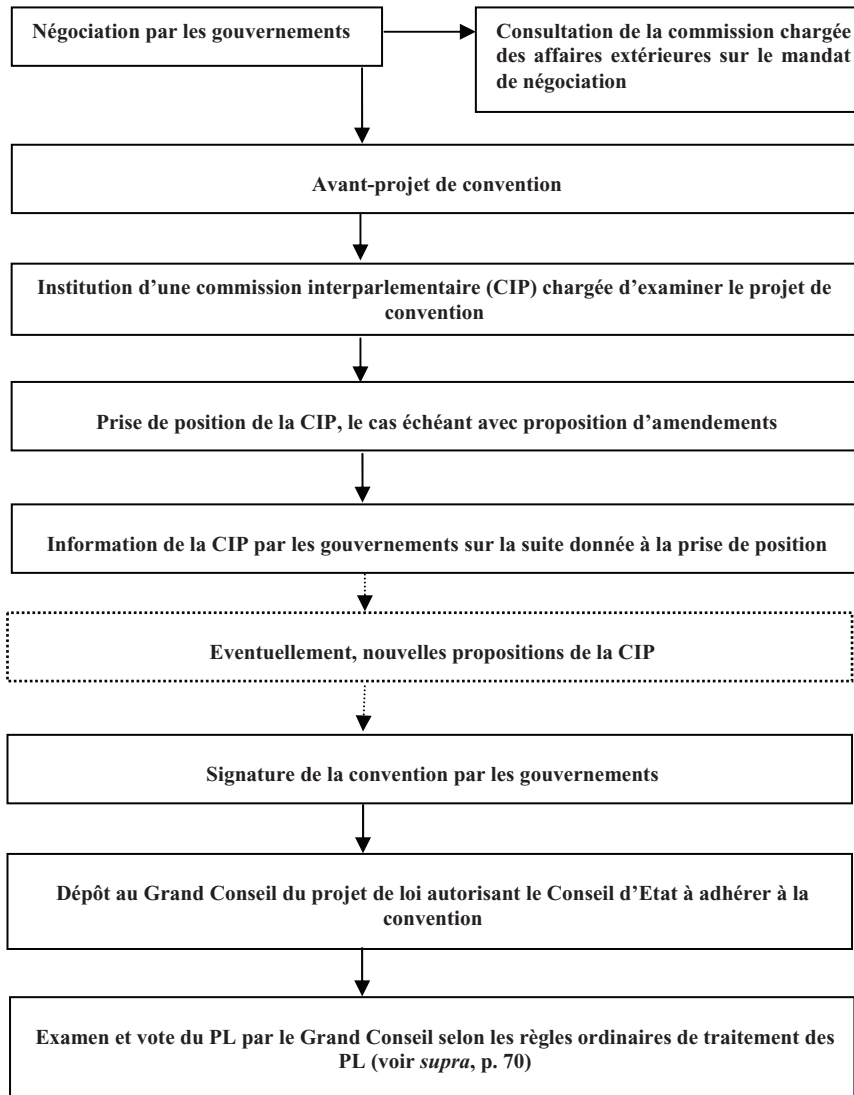 Négociation par les gouvernements
Consultation de la commission chargée
des affaires extérieures sur le mandat
de négociation
Avant-projet de convention
Institution d’une commission interparlementaire (CIP) chargée d’examiner le projet de
convention
Prise de position de la CIP, le cas échéant avec proposition d’amendements
Information de la CIP par les gouvernements sur la suite donnée à la prise de position
Eventuellement, nouvelles propositions de la CIP
Signature de la convention par les gouvernements
Dépôt au Grand Conseil du projet de loi autorisant le Conseil d’Etat à adhérer à la
convention
Examen et vote du PL par le Grand Conseil selon les règles ordinaires de traitement des
PL (voir supra, p. 70)